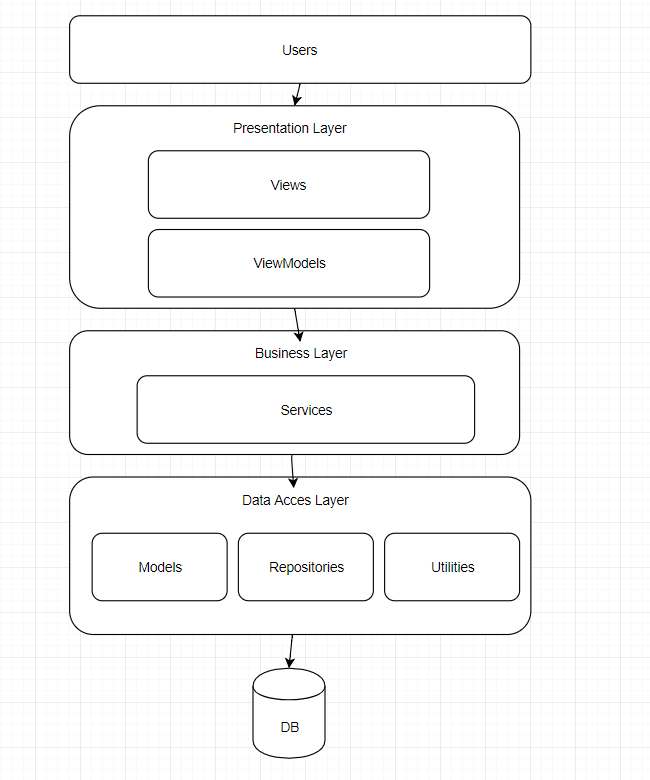 Users
Presentation Layer
Views
ViewModels
Business Layer
Services
Data Acces Layer
Models
Repositories
Utilities
DB